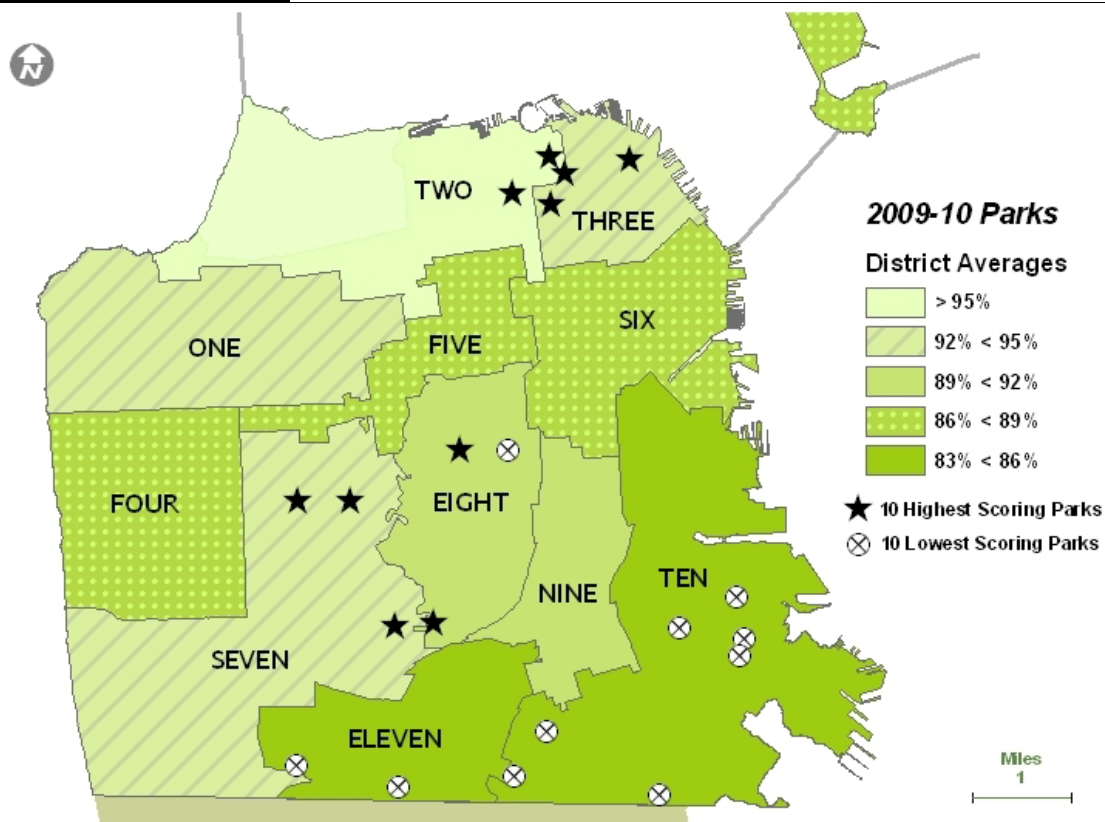 N
TWO
THREE
2009-10 Parks
District Averages
> 95%
SIX
92% < 95%
ONE
FIVE
89% < 92%
86% < 89%
83% < 86%
FOUR
EIGHT
10 Highest Scoring Parks
10 Lowest Scoring Parks
TEN
NINE
SEVEN
ELEVEN
Miles
1